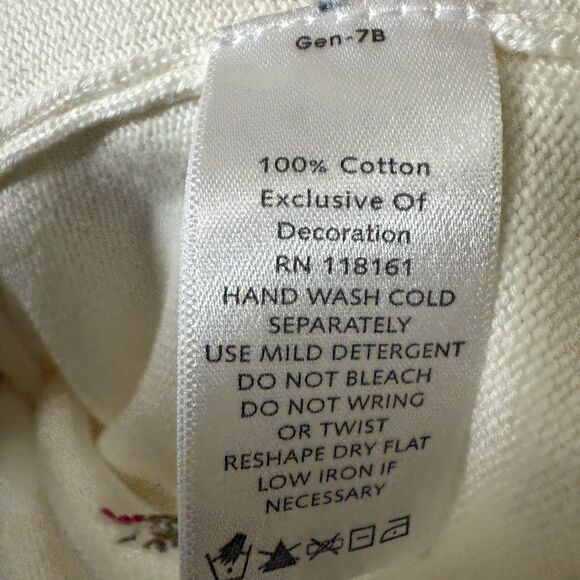 Gen-7B
100% Cotton
Exclusive Of
Decoration
RN 118161
HAND WASH COLD
SEPARATELY
USE MILD DETERGENT
DO NOT BLEACH
DO NOT WRING
OR TWIST
RESHAPE DRY FLAT
LOW IRON IF
NECESSARY